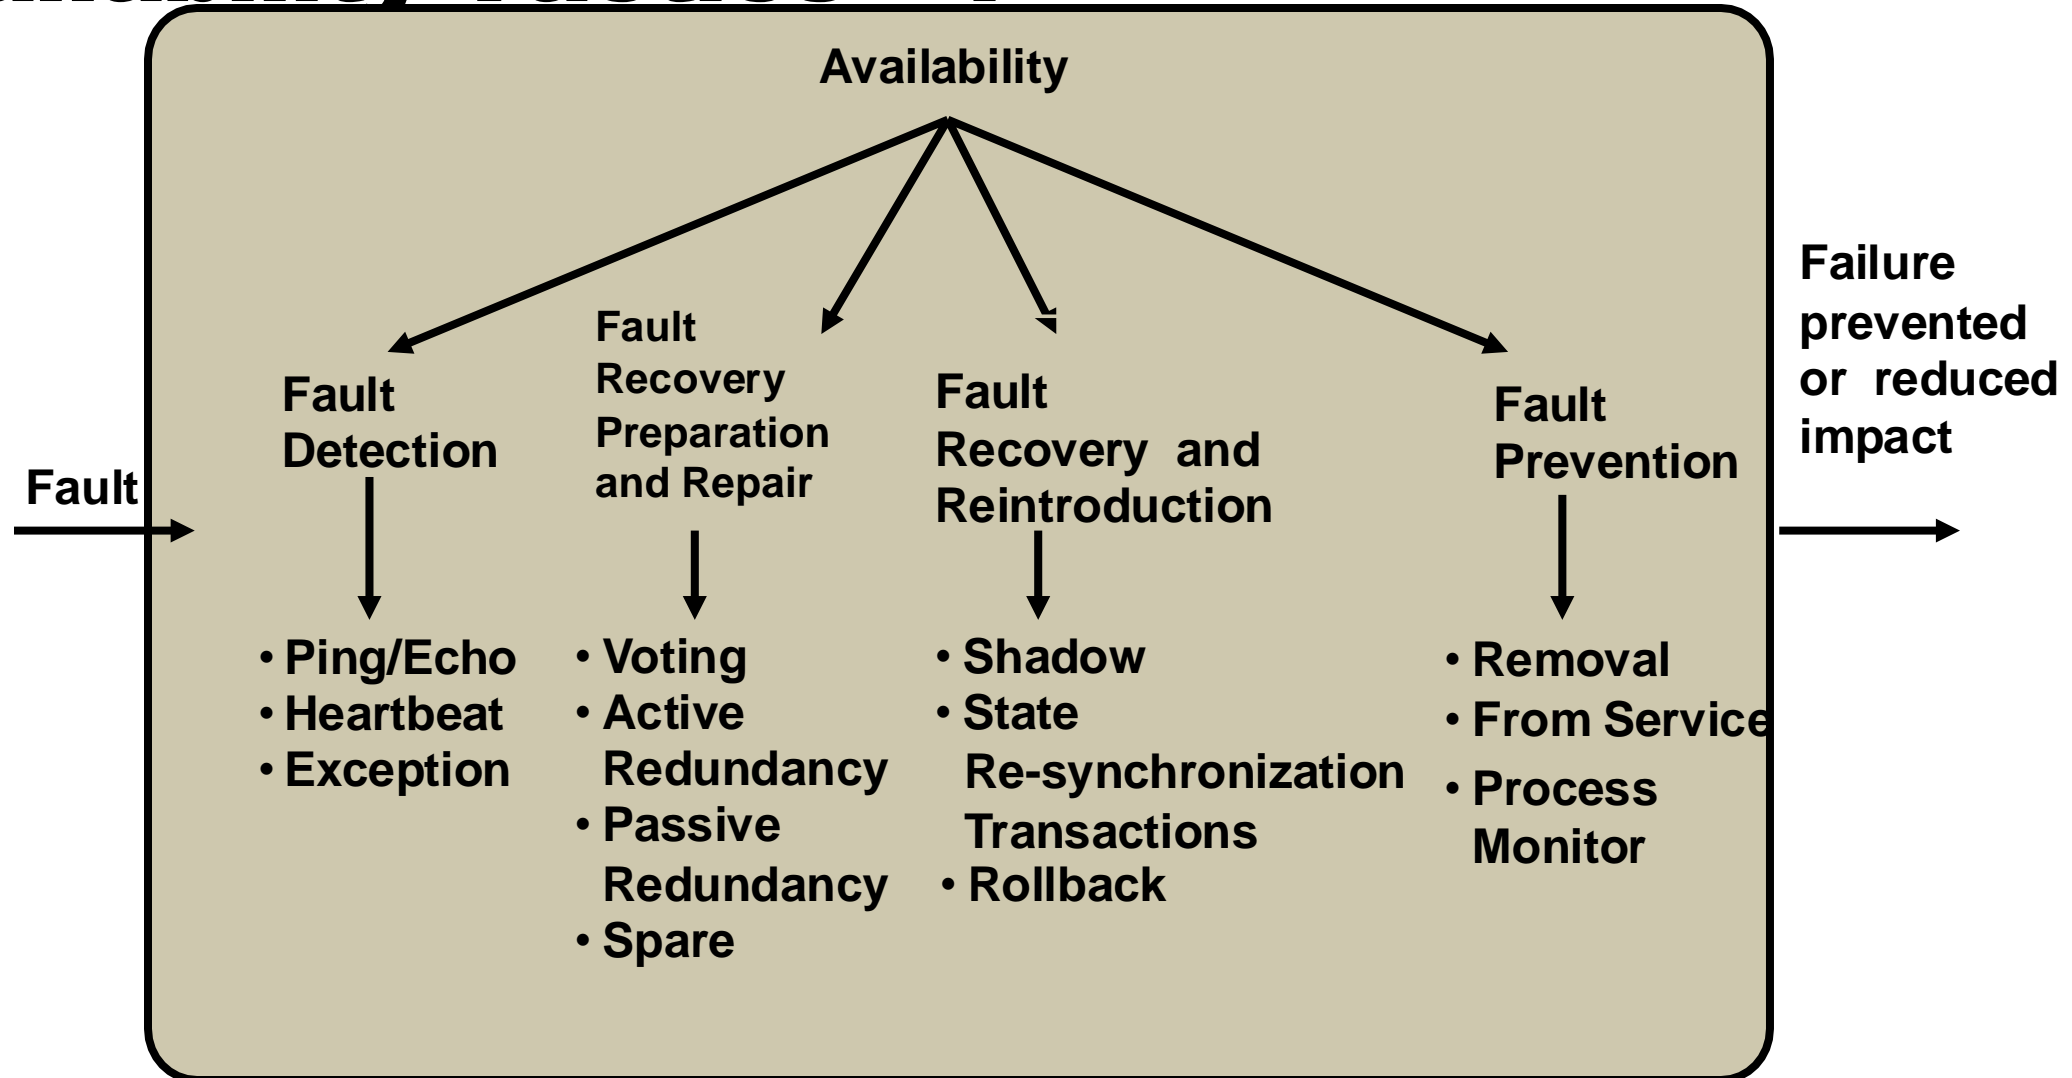 Availability
Fault
Detection
Fault
Recovery
Preparation
and Repair
Fault
Recovery and
Reintroduction
Fault
Prevention
Fault
Failure
prevented
or reduced
impact
• Ping/Echo
• Heartbeat
• Exception
• Voting
• Active
Redundancy
• Passive
Redundancy
• Spare
• Shadow
• State
Re-synchronization
Transactions
• Rollback
• Removal
• From Service
• Process
Monitor